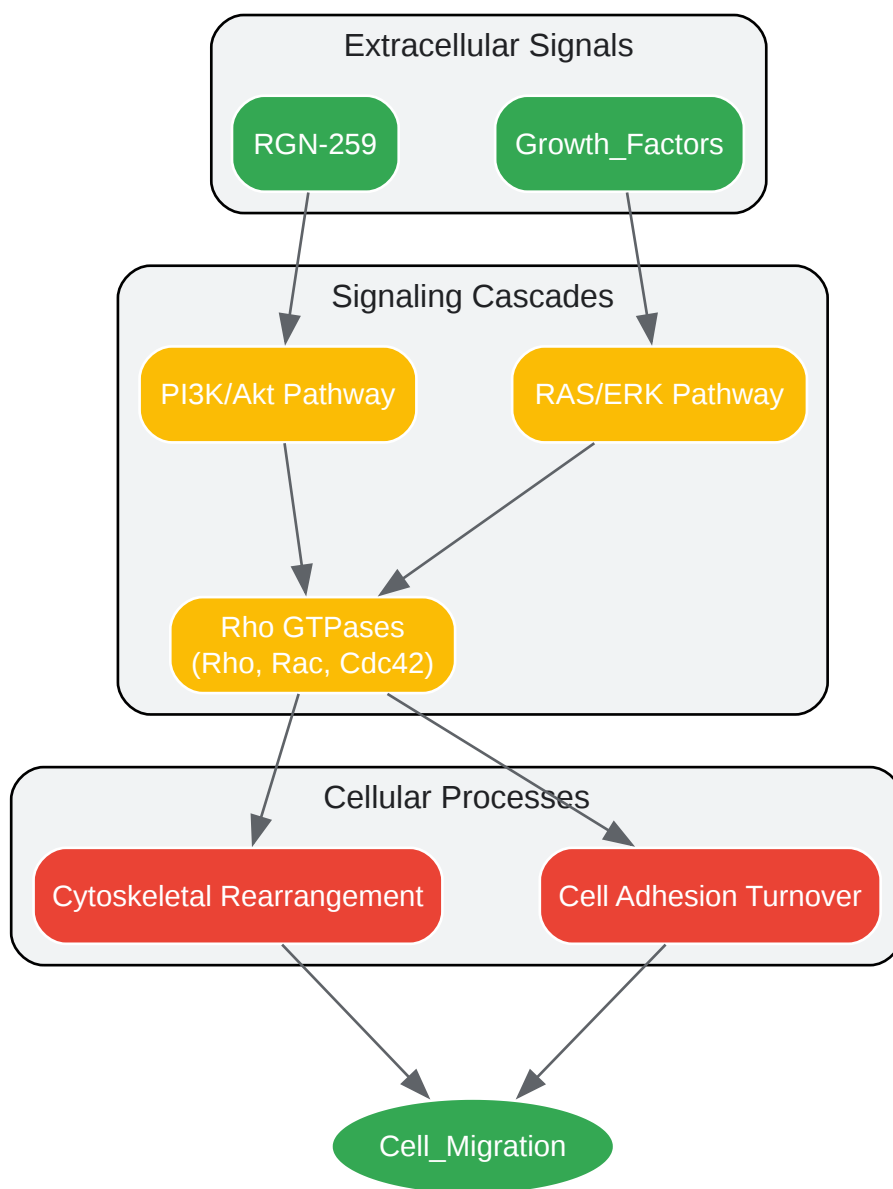 Extracellular Signals
RGN-259
Growth_Factors
Signaling Cascades
PI3K/Akt Pathway
RAS/ERK Pathway
Rho GTPases
(Rho, Rac, Cdc42)
Cellular Processes
Cytoskeletal Rearrangement
Cell Adhesion Turnover
Cell_Migration